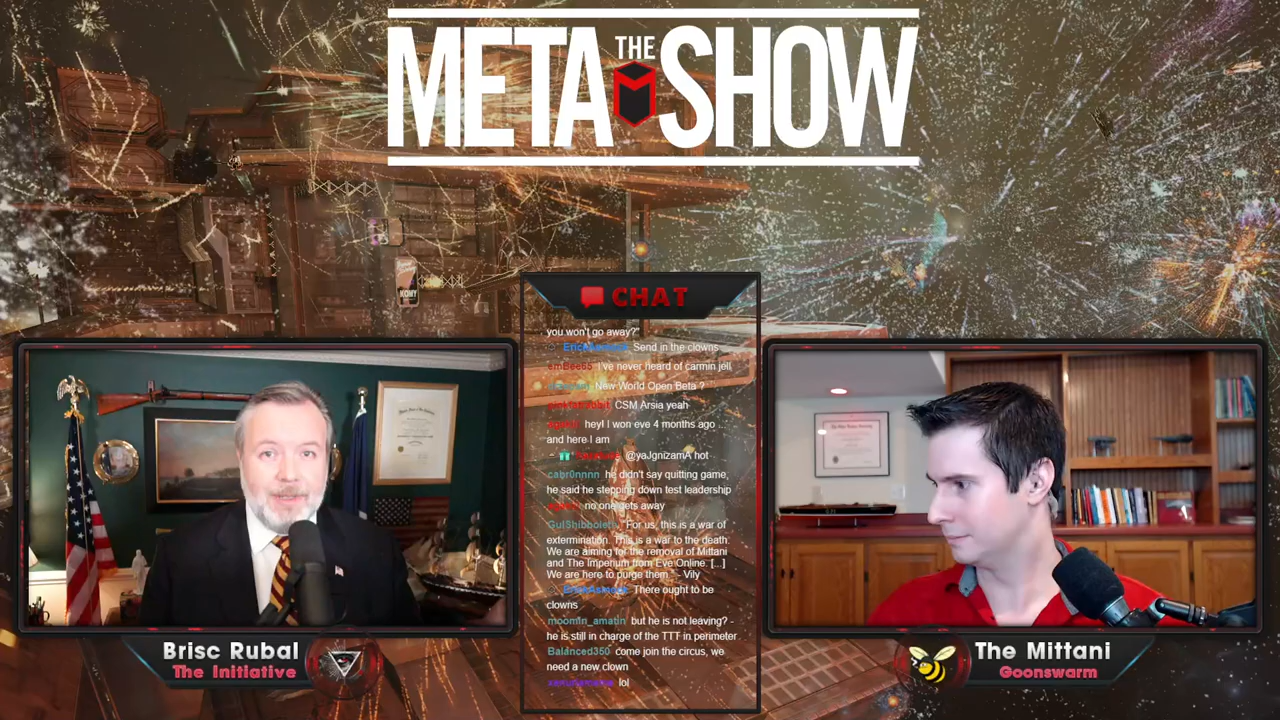 META THE SHOW
CHAT
you won't go away?"
Send in the clowns
emBee65 I've never heard of carmin jell
New World Open Beta ?
CSM Arsia yeah
hey! I won eve 4 months ago
and here I am
@yaJgnizamA hot
cabr0nnnn he didn't say quitting game,
he said he stepping down test leadership
no one gets away
GulShibboleth "For us, this is a war of
extermination. This is a war to the death.
We are aiming for the removal of Mittani
and The Imperium from Eve Online. [...]
We are here to purge them." - Vily
There ought to be
clowns
moomin_amatin but he is not leaving? -
he is still in charge of the TTT in perimeter
Balanced350 come join the circus, we
need a new clown
lol
Brisc Rubal
The Initiative
The Mittani
Goonswarm